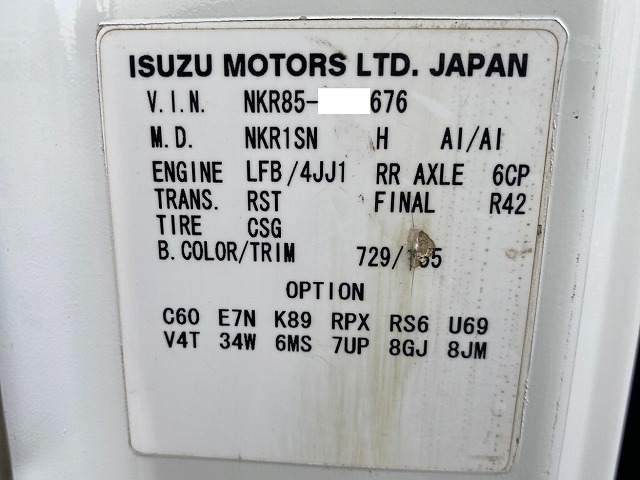 ISUZU MOTORS LTD. JAPAN
V.I.N. NKR85- 676
M.D. NKR1SN H AI/AI
ENGINE LFB/4JJ1 RR AXLE 6CP
TRANS. RST FINAL R42
TIRE CSG
B.COLOR/TRIM 729/
OPTION
C60 E7N K89 RPX RS6 U69
V4T 34W 6MS 7UP 8GJ 8JM